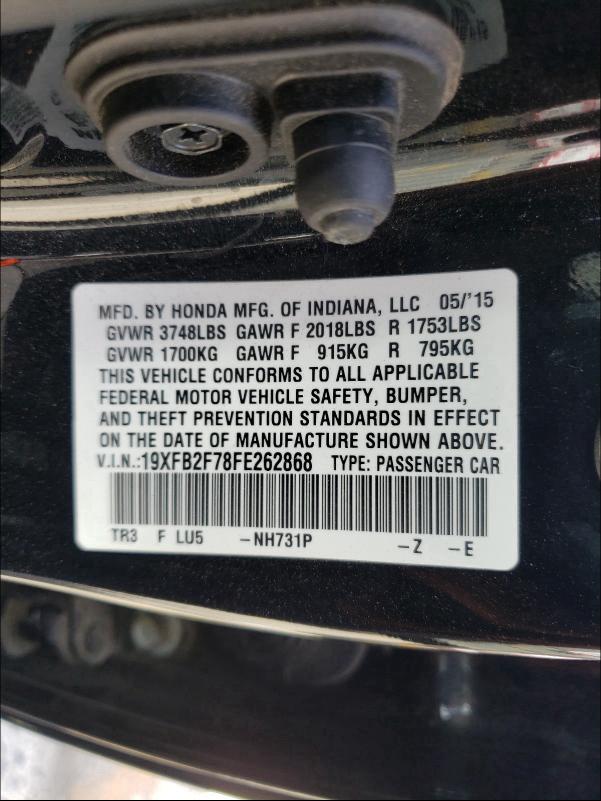 MFD. BY HONDA MFG. OF INDIANA, LLC 05/'15
GVWR 3748LBS GAWR F 2018LBS R 1753LBS
GVWR 1700KG GAWR F 915KG R 795KG
THIS VEHICLE CONFORMS TO ALL APPLICABLE
FEDERAL MOTOR VEHICLE SAFETY, BUMPER,
AND THEFT PREVENTION STANDARDS IN EFFECT
ON THE DATE OF MANUFACTURE SHOWN ABOVE.
V.I.N.:19XFB2F78FE262868 TYPE: PASSENGER CAR
TR3 F LU5 -NH731P -Z -E